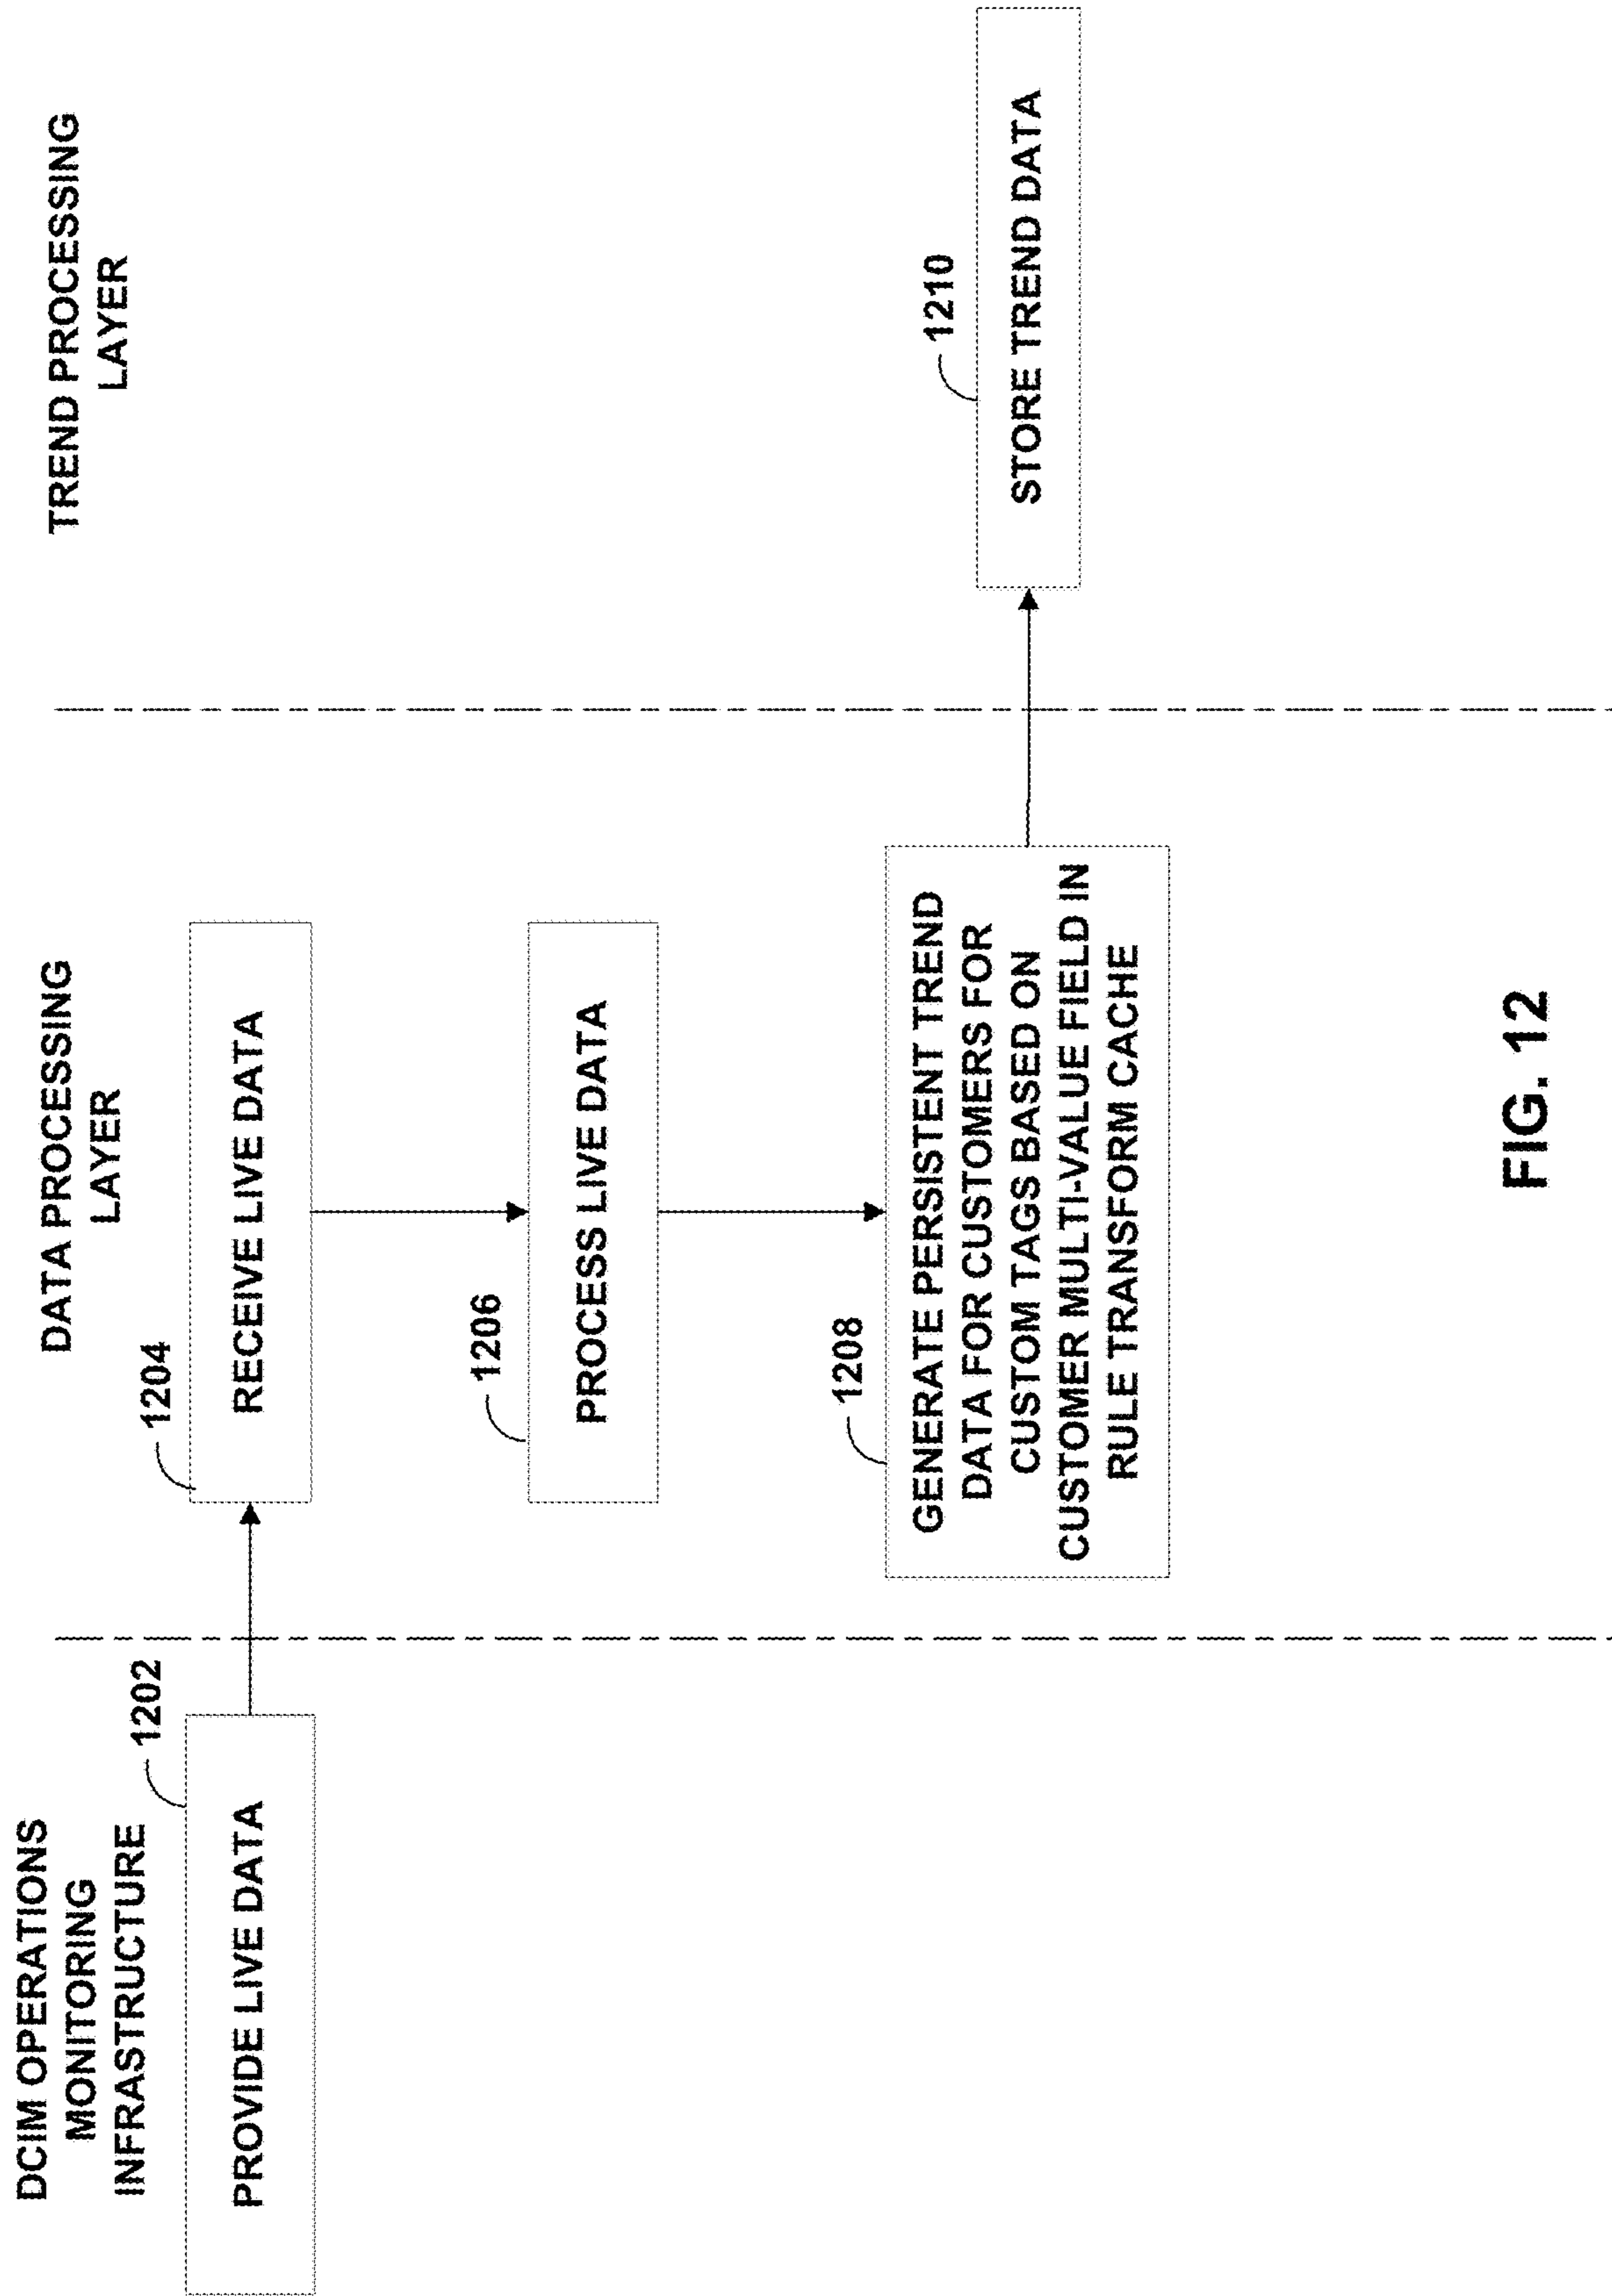 DCIM OPERATIONS
MONITORING
INFRASTRUCTURE
DATA PROCESSING
LAYER
TREND PROCESSING
LAYER
1202
PROVIDE LIVE DATA
1204
RECEIVE LIVE DATA
1206
PROCESS LIVE DATA
1208
GENERATE PERSISTENT TREND
DATA FOR CUSTOMERS FOR
CUSTOM TAGS BASED ON
CUSTOMER MULTI-VALUE FIELD IN
RULE TRANSFORM CACHE
1210
STORE TREND DATA
FIG. 12